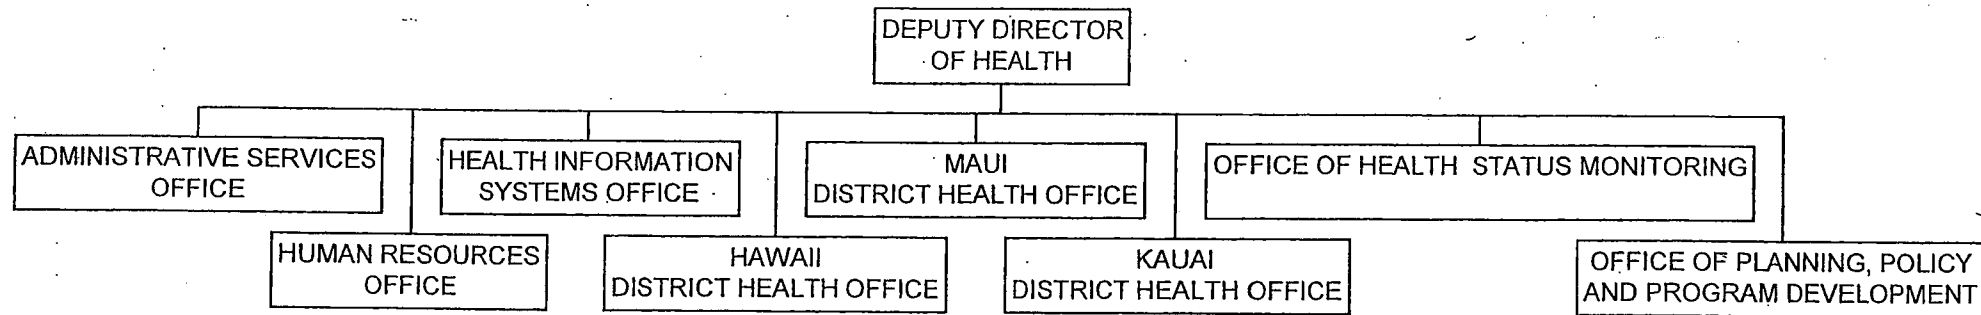 DEPUTY DIRECTOR
OF HEALTH
ADMINISTRATIVE SERVICES
OFFICE
HEALTH INFORMATION
SYSTEMS OFFICE
MAUI
DISTRICT HEALTH OFFICE
OFFICE OF HEALTH STATUS MONITORING
HUMAN RESOURCES
OFFICE
HAWAII
DISTRICT HEALTH OFFICE
KAUAI
DISTRICT HEALTH OFFICE
OFFICE OF PLANNING, POLICY
AND PROGRAM DEVELOPMENT